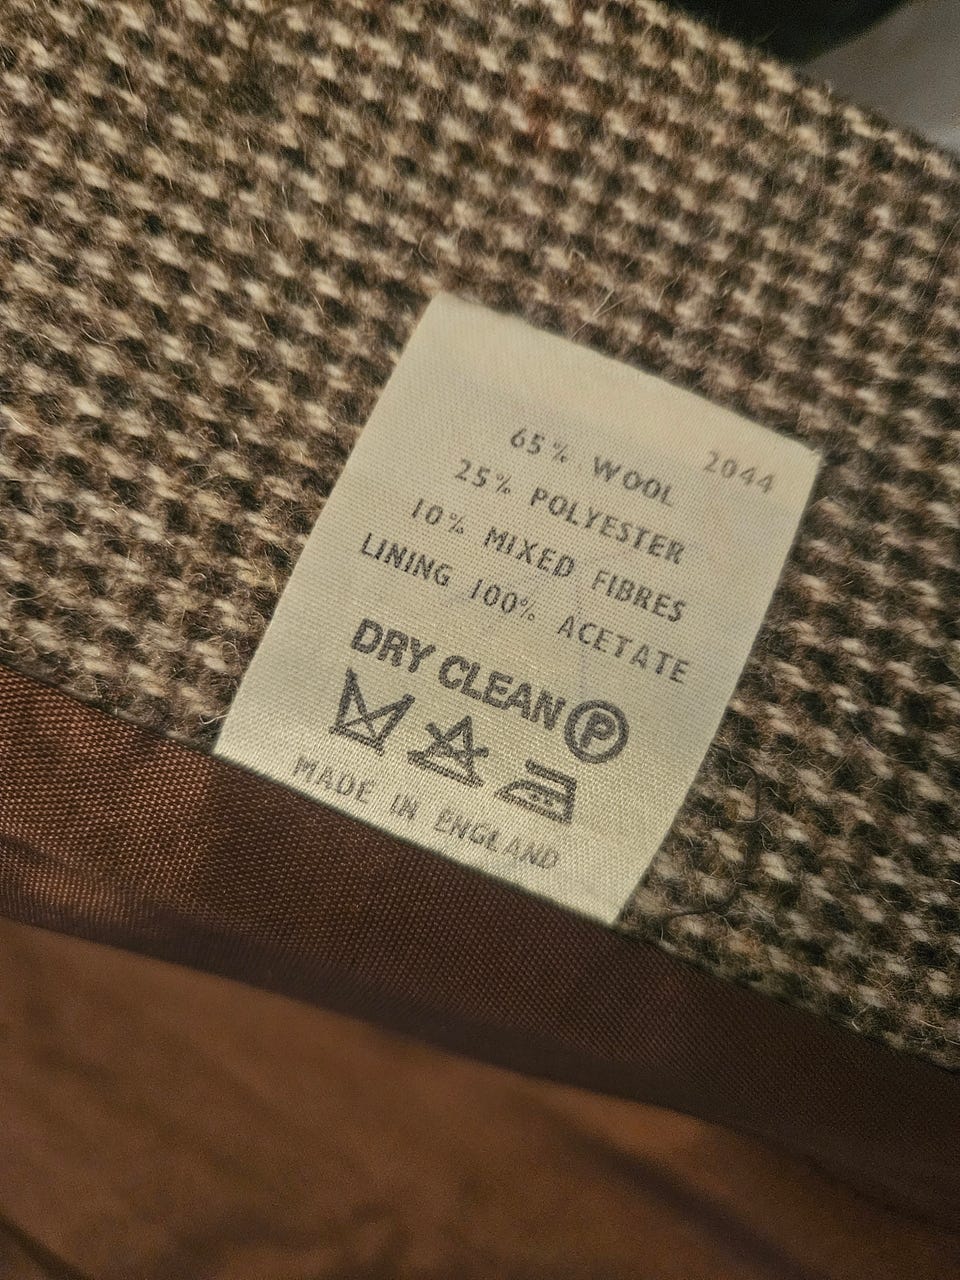 65% WOOL 2044
25% POLYESTER
10% MIXED FIBRES
LINING 100% ACETATE
DRY CLEAN P
MADE IN ENGLAND